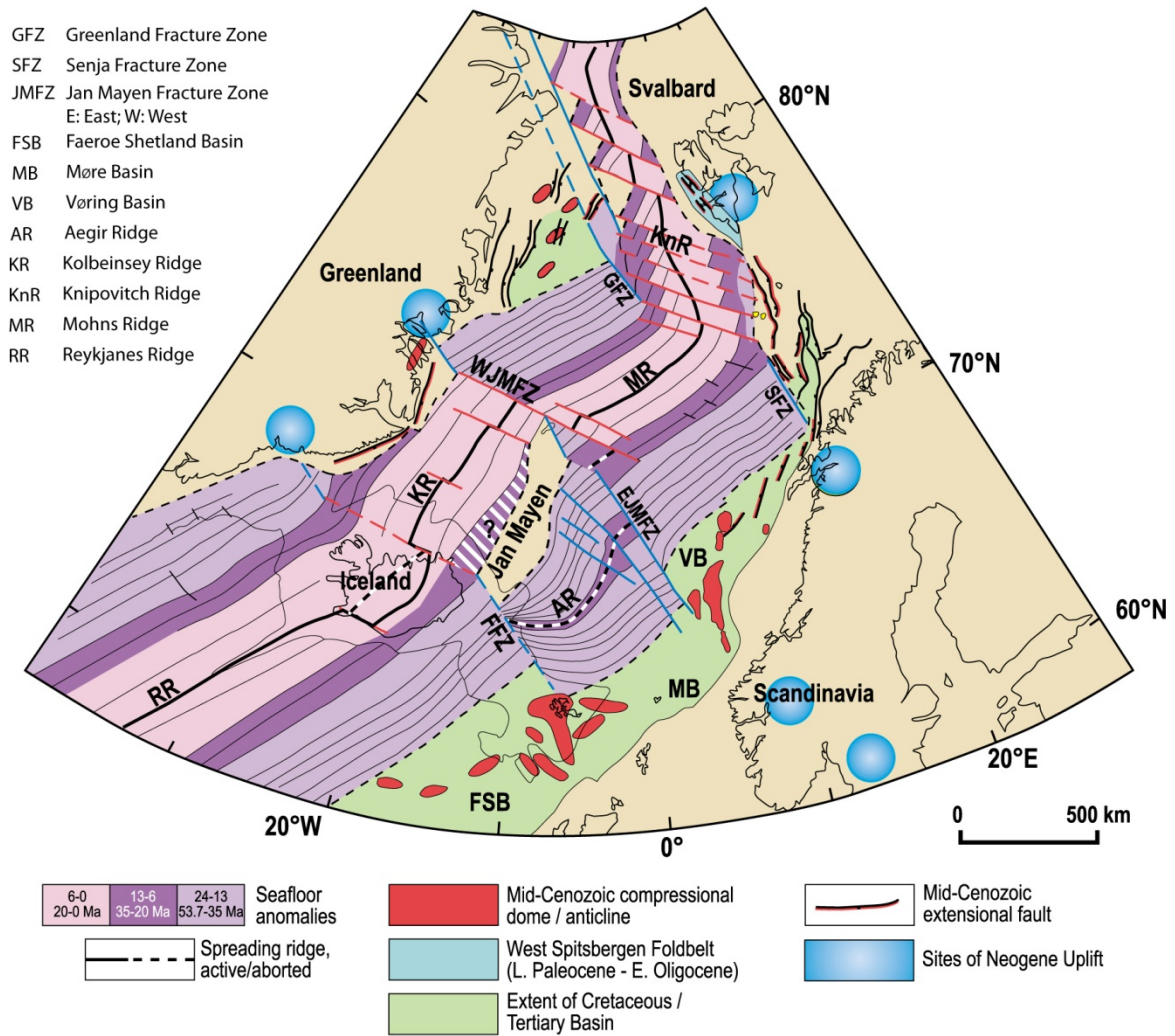 GFZ Greenland Fracture Zone
SFZ Senja Fracture Zone
JMFZ Jan Mayen Fracture Zone
E: East; W: West
FSB Faeroe Shetland Basin
MB Møre Basin
VB Vøring Basin
AR Aegir Ridge
KR Kolbeinsey Ridge
KnR Knipovitch Ridge
MR Mohns Ridge
RR Reykjanes Ridge
Svalbard
80°N
KnR
Greenland
GFZ
70°N
WJMFZ
MR
SFZ
KR
?
Jan Mayen
EJMFZ
VB
Iceland
AR
60°N
FFZ
RR
MB
Scandinavia
20°E
FSB
20°W
0°
0 500 km
6-0
20-0 Ma
13-6
35-20 Ma
24-13
53.7-35 Ma
Seafloor
anomalies
Spreading ridge,
active/aborted
Mid-Cenozoic compressional
dome / anticline
West Spitsbergen Foldbelt
(L. Paleocene - E. Oligocene)
Extent of Cretaceous /
Tertiary Basin
Mid-Cenozoic
extensional fault
Sites of Neogene Uplift